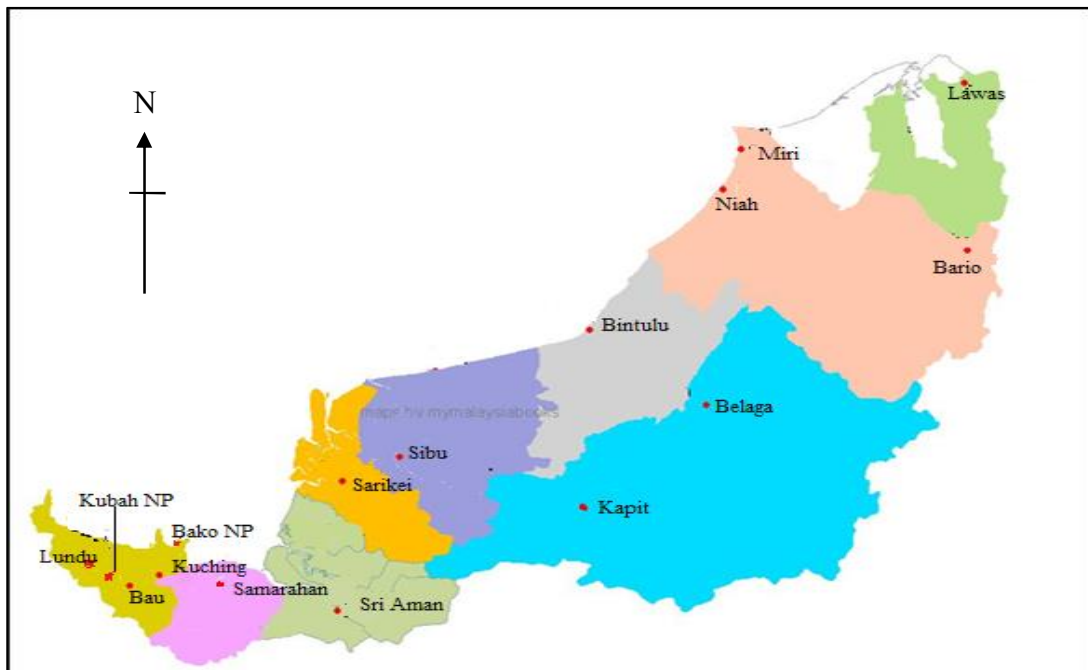 N
Lawas
Miri
Niah
Bario
Bintulu
Belaga
Sibu
Sarikei
Kapit
Kubah NP
Bako NP
Lundu
Kuching
Bau
Samarahan
Sri Aman